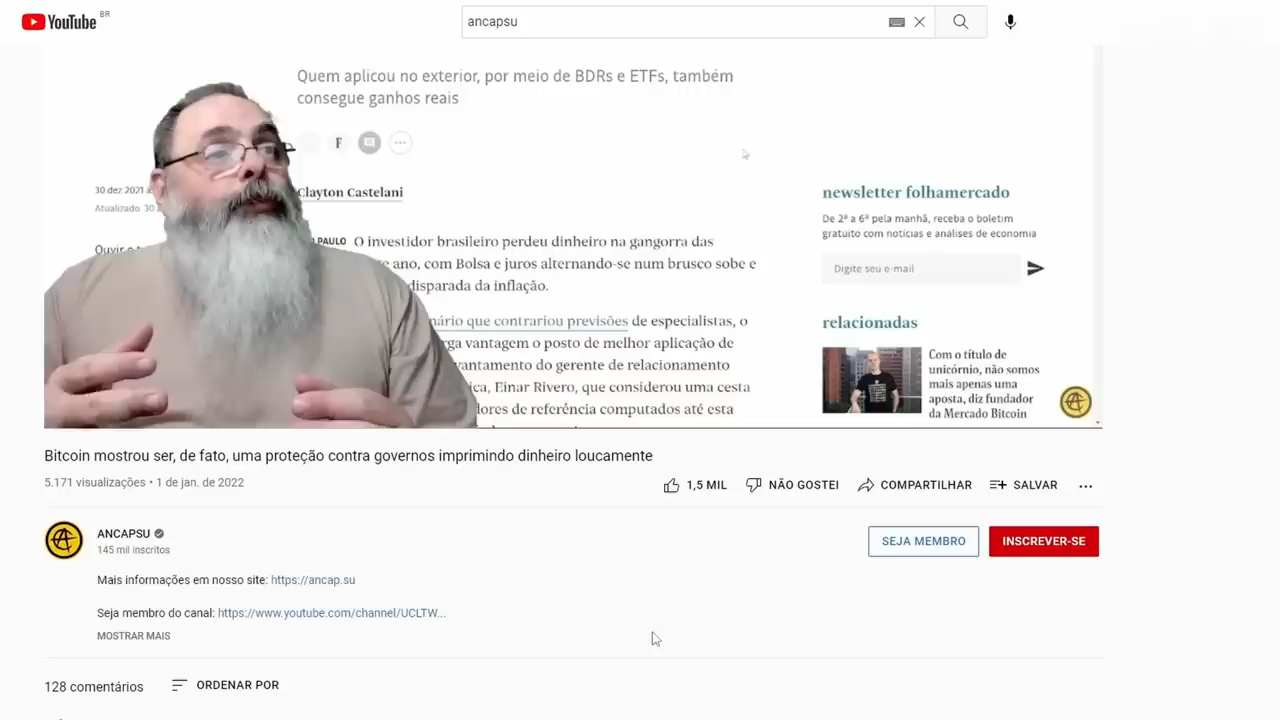 YouTube BR
ancapsu
Quem aplicou no exterior, por meio de BDRs e ETFs, também
consegue ganhos reais
F
30 dez.2021
Atualizado 30
Clayton Castelani
newsletter folhamercado
De 2ª a 6ª pela manhã, receba o boletim
gratuito com notícias e análises de economia
Digite seu e-mail
PAULO O investidor brasileiro perdeu dinheiro na gangorra das
ano, com Bolsa e juros alternando-se num brusco sobe e
disparada da inflação.
que contrariou previsões de especialistas, o
vantagem o posto de melhor aplicação de
do gerente de relacionamento
Einar Rivero, que considerou uma cesta
de referência computados até esta
relacionadas
Com o título de
unicórnio, não somos
mais apenas uma
aposta, diz fundador
da Mercado Bitcoin
Bitcoin mostrou ser, de fato, uma proteção contra governos imprimindo dinheiro loucamente
5.171 visualizações • 1 de jan. de 2022
1,5 MIL NÃO GOSTEI COMPARTILHAR SALVAR
ANCAPSU
145 mil inscritos
SEJA MEMBRO
INSCREVER-SE
Mais informações em nosso site: https://ancap.su
Seja membro do canal: https://www.youtube.com/channel/UCLTW...
MOSTRAR MAIS
128 comentários
ORDENAR POR